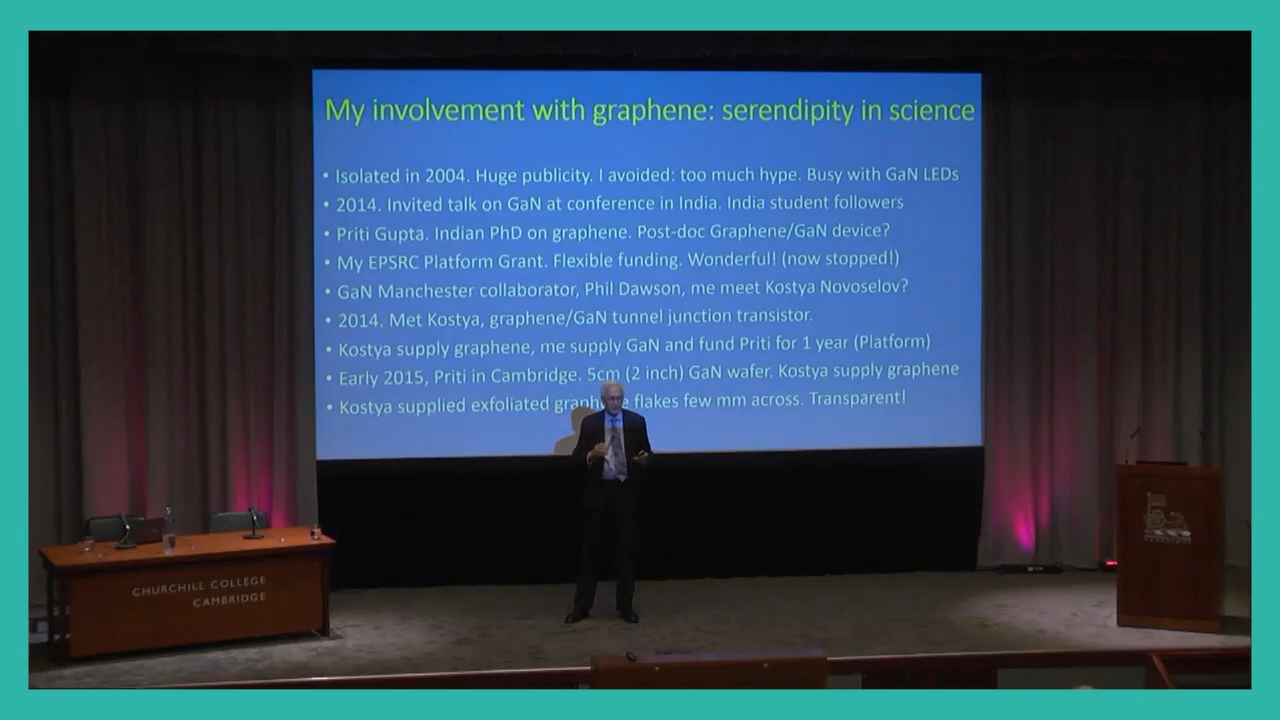 My involvement with graphene: serendipity in science
• Isolated in 2004. Huge publicity. I avoided: too much hype. Busy with GaN LEDs
• 2014. Invited talk on GaN at conference in India. India student followers
• Priti Gupta. Indian PhD on graphene. Post-doc Graphene/GaN device?
• My EPSRC Platform Grant. Flexible funding. Wonderful! (now stopped!)
• GaN Manchester collaborator, Phil Dawson, me meet Kostya Novoselov?
• 2014. Met Kostya, graphene/GaN tunnel junction transistor.
• Kostya supply graphene, me supply GaN and fund Priti for 1 year (Platform)
• Early 2015, Priti in Cambridge. 5cm (2 inch) GaN wafer. Kostya supply graphene
• Kostya supplied exfoliated graphene flakes few mm across. Transparent!
CHURCHILL COLLEGE
CAMBRIDGE